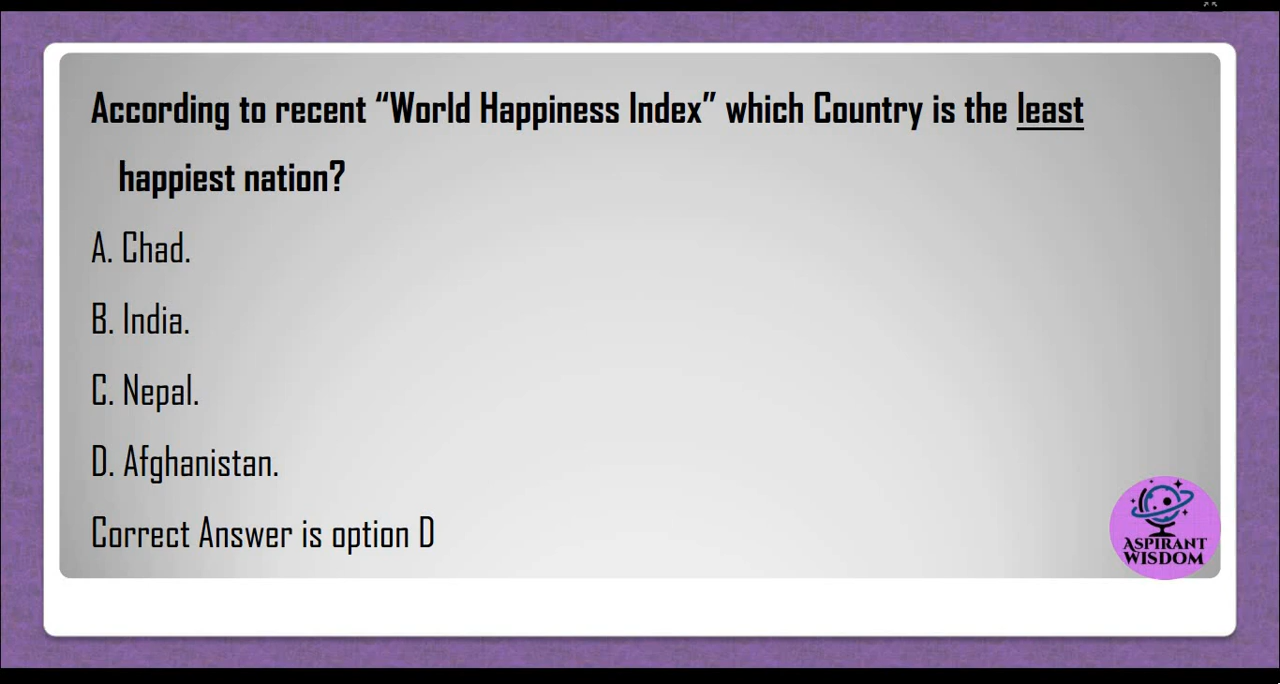 According to recent “World Happiness Index” which Country is the least
happiest nation?
A. Chad.
B. India.
C. Nepal.
D. Afghanistan.
Correct Answer is option D
ASPIRANT
WISDOM